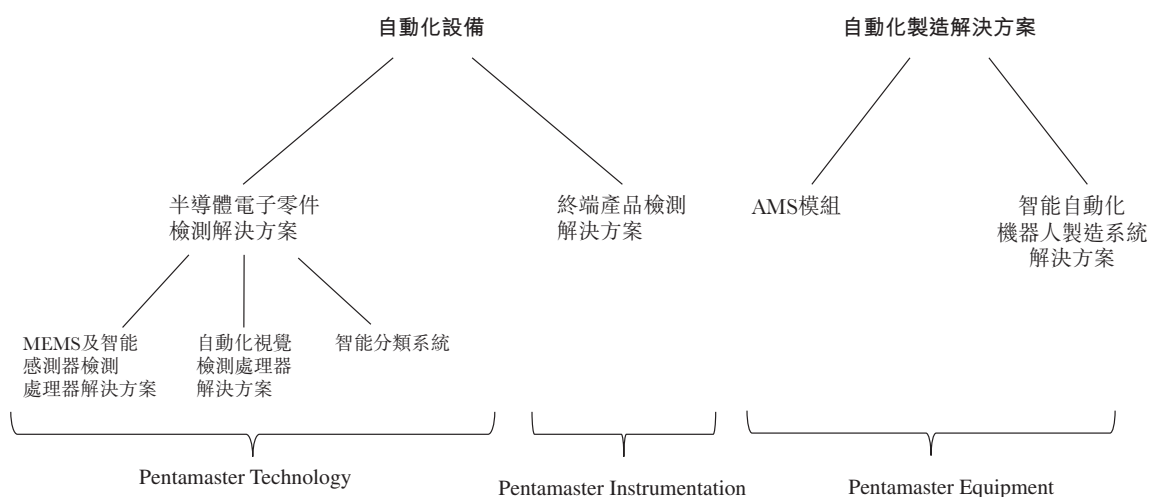 自動化設備
自動化製造解決方案
半導體電子零件
檢測解決方案
終端產品檢測
解決方案
AMS模組
智能自動化
機器人製造系統
解決方案
MEMS及智能
感測器檢測
處理器解決方案
自動化視覺
檢測處理器
解決方案
智能分類系統
Pentamaster Technology
Pentamaster Instrumentation
Pentamaster Equipment